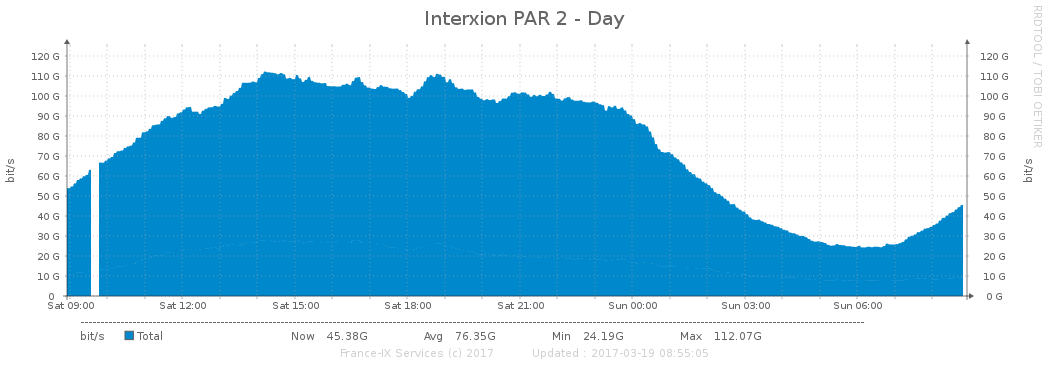 Interxion PAR 2 - Day
RRDTOOL / TOBI OETIKER
bit/s
120 G 120 G
110 G 110 G
100 G 100 G
90 G 90 G
80 G 80 G
70 G 70 G
60 G 60 G
50 G 50 G
40 G 40 G
30 G 30 G
20 G 20 G
10 G 10 G
0 0 G
bit/s
Sat 09:00 Sat 12:00 Sat 15:00 Sat 18:00 Sat 21:00 Sun 00:00 Sun 03:00 Sun 06:00
bit/s Total Now 45.38G Avg 76.35G Min 24.19G Max 112.07G
France-IX Services (c) 2017 Updated : 2017-03-19 08:55:05